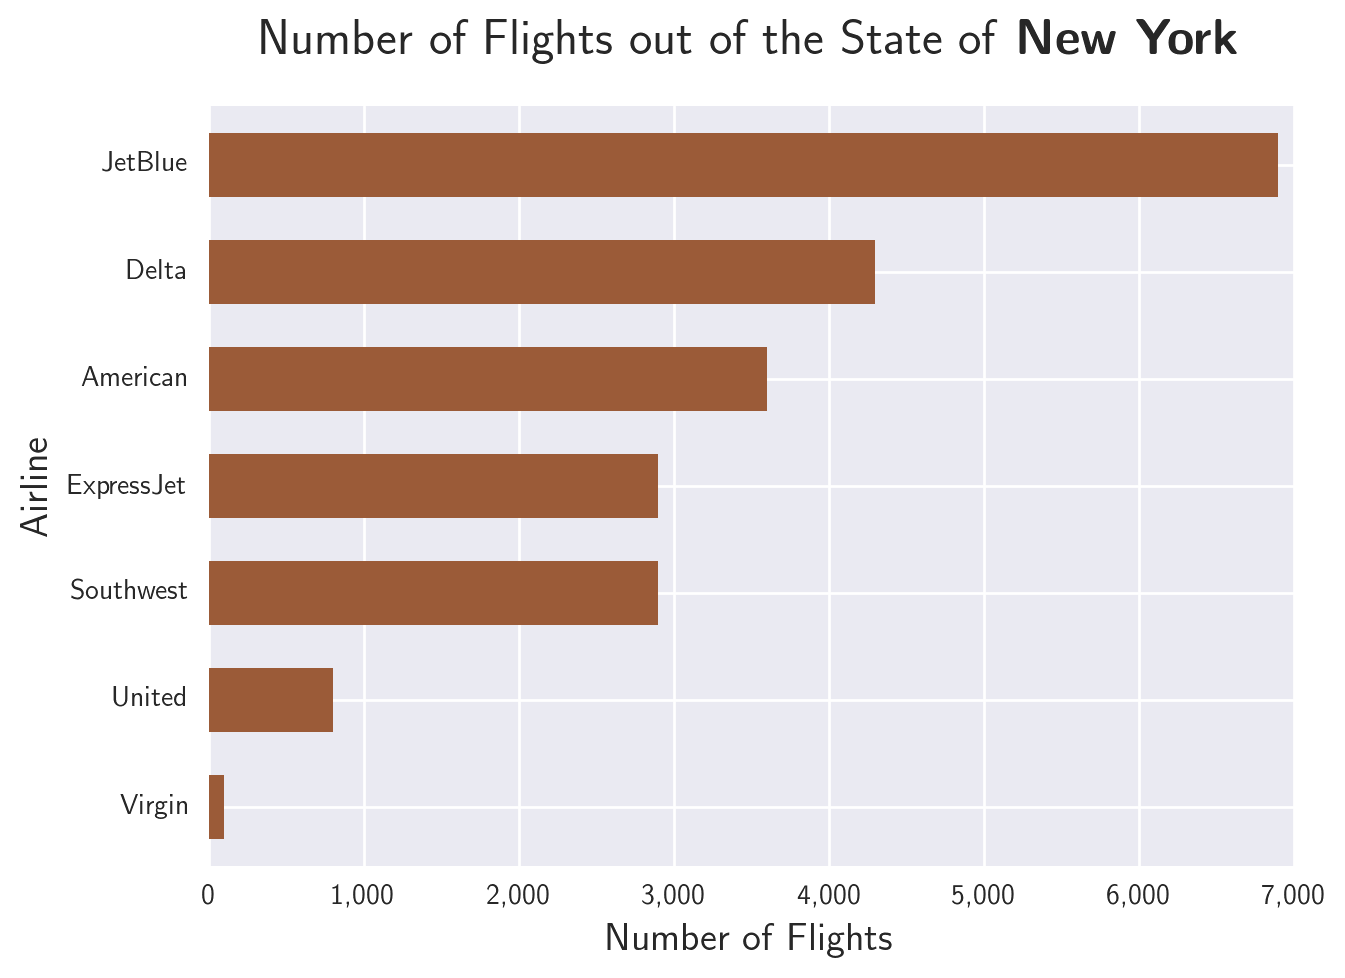 Number of Flights out of the State of New York
JetBlue
Delta
American
ExpressJet
Southwest
United
Virgin
Airline
0 1,000 2,000 3,000 4,000 5,000 6,000 7,000
Number of Flights